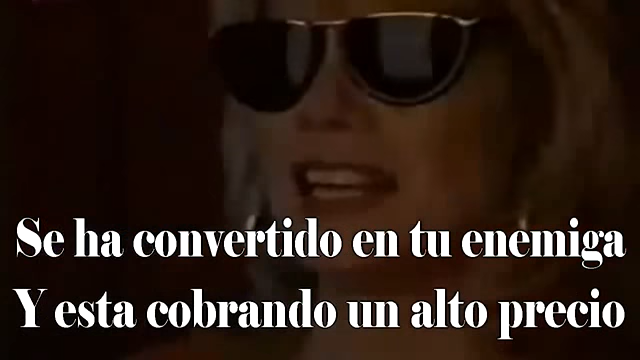 Se ha convertido en tu enemiga
Y esta cobrando un alto precio